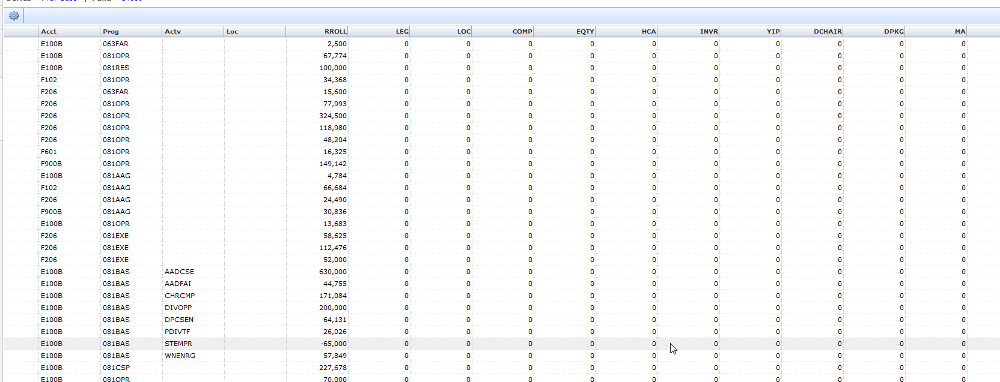 Acct Prog Actv Loc RROLL LEG LOC COMP EQTY HCA INVR YIP DCHAIR DPKG MA
E100B 063FAR 2,500 0 0 0 0 0 0 0 0 0 0
E100B 081OPR 67,774 0 0 0 0 0 0 0 0 0 0
E100B 081RES 100,000 0 0 0 0 0 0 0 0 0 0
F102 081OPR 34,368 0 0 0 0 0 0 0 0 0 0
F206 063FAR 15,600 0 0 0 0 0 0 0 0 0 0
F206 081OPR 77,993 0 0 0 0 0 0 0 0 0 0
F206 081OPR 324,500 0 0 0 0 0 0 0 0 0 0
F206 081OPR 118,980 0 0 0 0 0 0 0 0 0 0
F206 081OPR 48,204 0 0 0 0 0 0 0 0 0 0
F601 081OPR 16,325 0 0 0 0 0 0 0 0 0 0
F900B 081OPR 149,142 0 0 0 0 0 0 0 0 0 0
E100B 081AAG 4,784 0 0 0 0 0 0 0 0 0 0
F102 081AAG 66,684 0 0 0 0 0 0 0 0 0 0
F206 081AAG 24,490 0 0 0 0 0 0 0 0 0 0
F900B 081AAG 30,836 0 0 0 0 0 0 0 0 0 0
E100B 081OPR 13,683 0 0 0 0 0 0 0 0 0 0
F206 081EXE 58,625 0 0 0 0 0 0 0 0 0 0
F206 081EXE 112,476 0 0 0 0 0 0 0 0 0 0
F206 081EXE 52,000 0 0 0 0 0 0 0 0 0 0
E100B 081BAS AADCSE 630,000 0 0 0 0 0 0 0 0 0 0
E100B 081BAS AADFAI 44,755 0 0 0 0 0 0 0 0 0 0
E100B 081BAS CHRCMP 171,084 0 0 0 0 0 0 0 0 0 0
E100B 081BAS DIVOPP 200,000 0 0 0 0 0 0 0 0 0 0
E100B 081BAS DPCSEN 64,131 0 0 0 0 0 0 0 0 0 0
E100B 081BAS PDIVTF 26,026 0 0 0 0 0 0 0 0 0 0
E100B 081BAS STEMPR -65,000 0 0 0 0 0 0 0 0 0 0
E100B 081BAS WNENRG 57,849 0 0 0 0 0 0 0 0 0 0
E100B 081CSP 227,678 0 0 0 0 0 0 0 0 0 0
E100B 081OPR 70,000 0 0 0 0 0 0 0 0 0 0